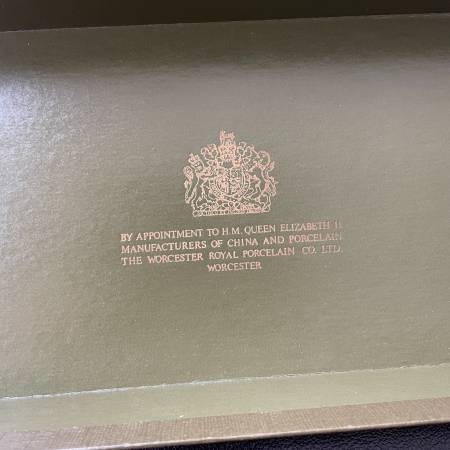 BY APPOINTMENT TO H.M. QUEEN ELIZABETH II
MANUFACTURERS OF CHINA AND PORCELAIN
THE WORCESTER ROYAL PORCELAIN CO. LTD.
WORCESTER